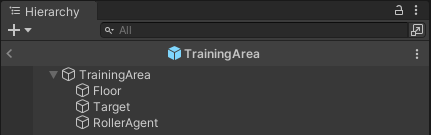 Hierarchy
All
TrainingArea
TrainingArea
Floor
Target
RollerAgent